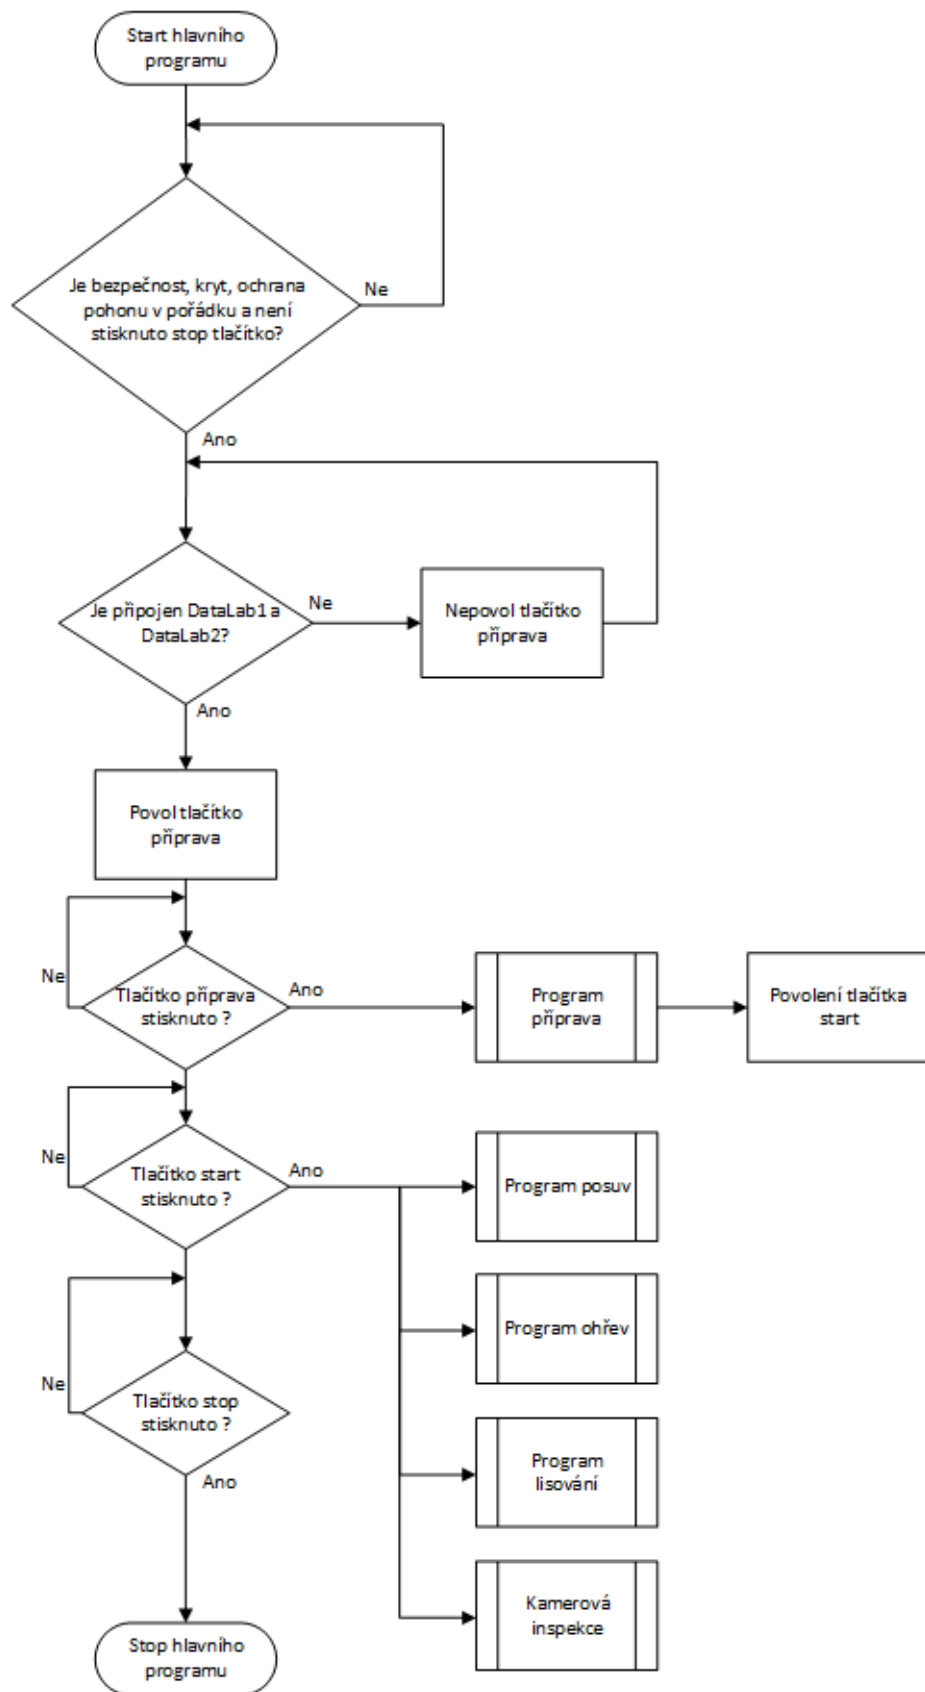 Start hlavního
programu
Je bezpečnost, kryt, ochrana
pohonu v pořádku a není
stisknuto stop tlačítko?
Ne
Ano
Je připojen DataLab1 a
DataLab2?
Ne
Nepovol tlačítko
příprava
Ano
Povol tlačítko
příprava
Ne
Tlačítko příprava
stisknuto ?
Ano
Program
příprava
Povolení tlačítka
start
Ne
Tlačítko start
stisknuto ?
Ano
Program posuv
Program ohřev
Ne
Tlačítko stop
stisknuto ?
Ano
Program
lisování
Kamerová
inspekce
Stop hlavního
programu